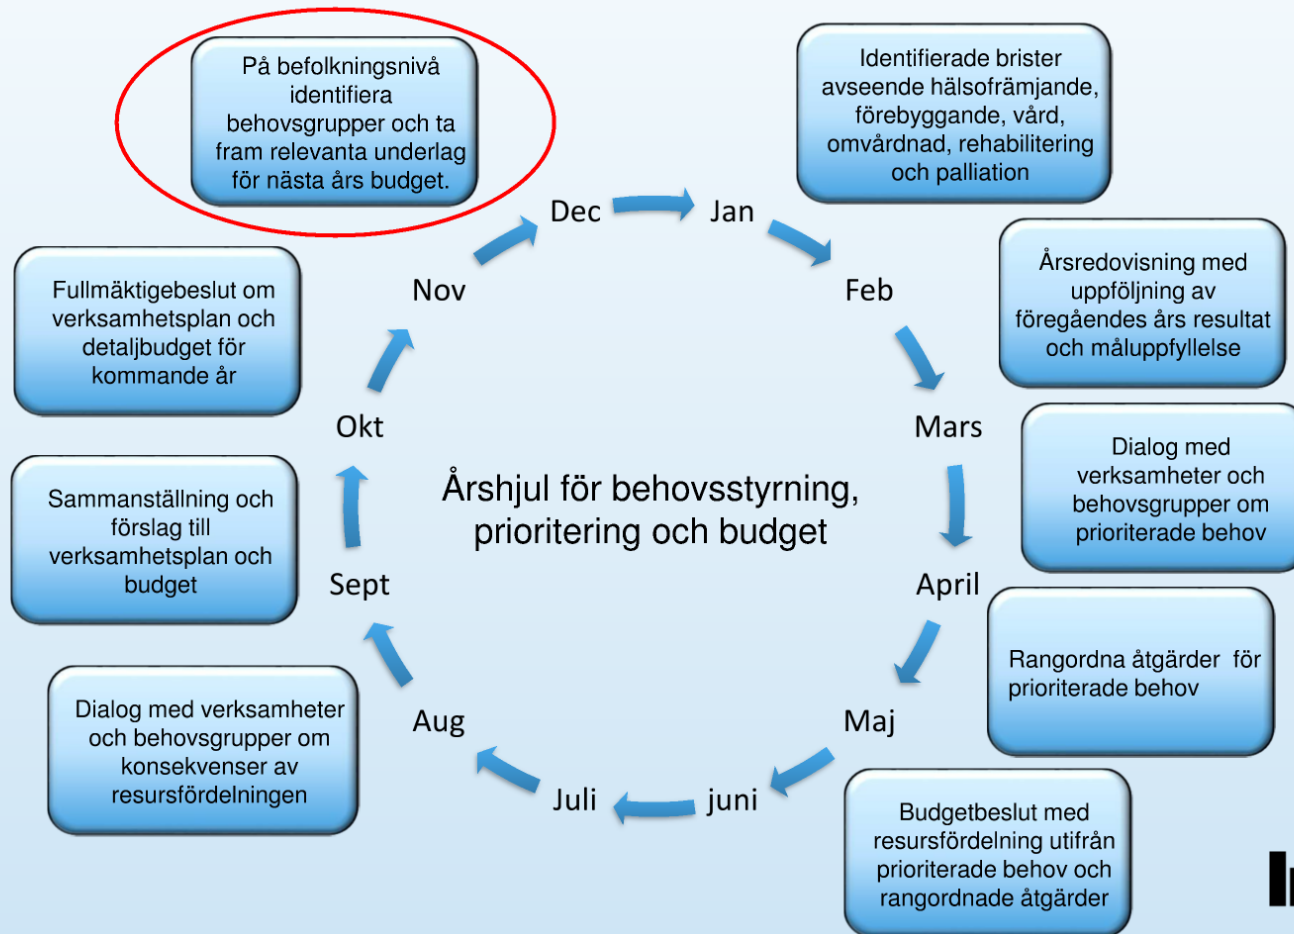 På befolkningsnivå
identifiera
behovsgrupper och ta
fram relevanta underlag
för nästa års budget.
Identifierade brister
avseende hälsofrämjande,
förebyggande, vård,
omvårdnad, rehabilitering
och palliation
Dec
Jan
Nov
Feb
Fullmäktigebeslut om
verksamhetsplan och
detaljbudget för
kommande år
Årsredovisning med
uppföljning av
föregåendes års resultat
och måluppfyllelse
Okt
Mars
Dialog med
verksamheter och
behovsgrupper om
prioriterade behov
Årshjul för behovsstyrning,
prioritering och budget
Sammanställning och
förslag till
verksamhetsplan och
budget
Sept
April
Rangordna åtgärder för
prioriterade behov
Dialog med verksamheter
och behovsgrupper om
konsekvenser av
resursfördelningen
Aug
Maj
Juli
juni
Budgetbeslut med
resursfördelning utifrån
prioriterade behov och
rangordnade åtgärder